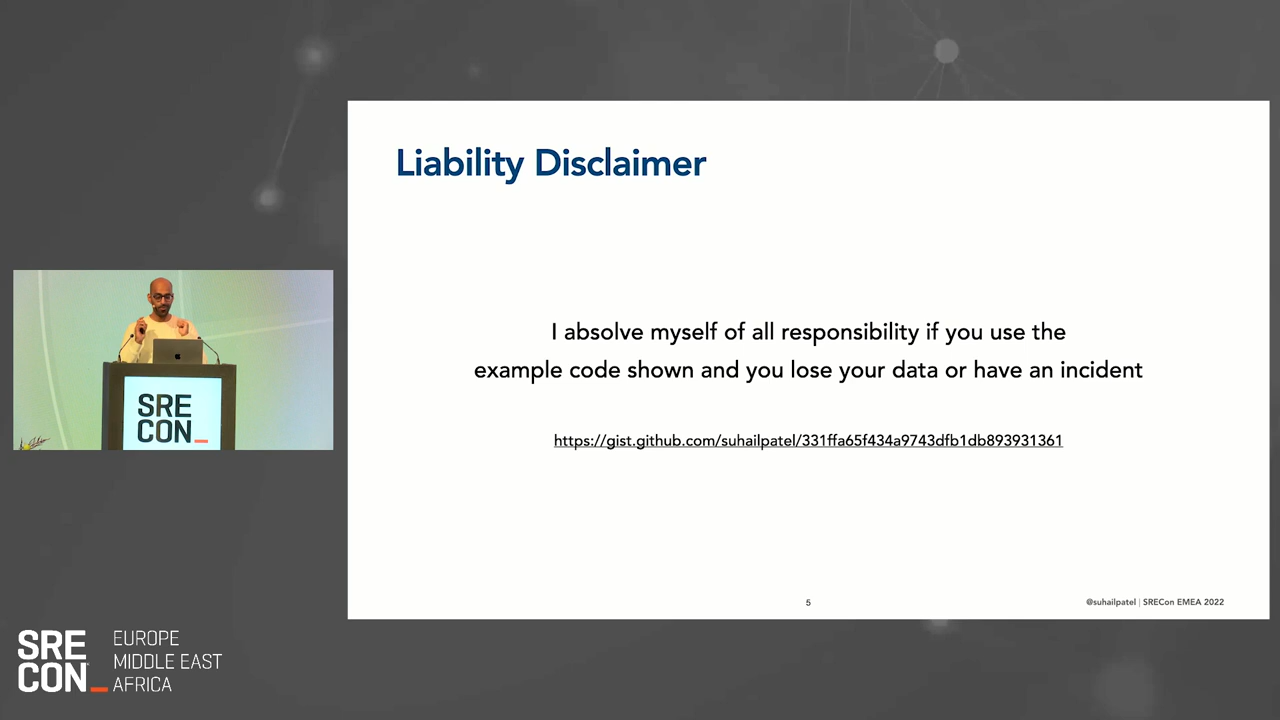 Liability Disclaimer
I absolve myself of all responsibility if you use the
example code shown and you lose your data or have an incident
https://gist.github.com/suhailpatel/331ffa65f434a9743dfb1db893931361
5
@suhailpatel | SRECon EMEA 2022
SRE
CON_
SRE
CON_
EUROPE
MIDDLE EAST
AFRICA